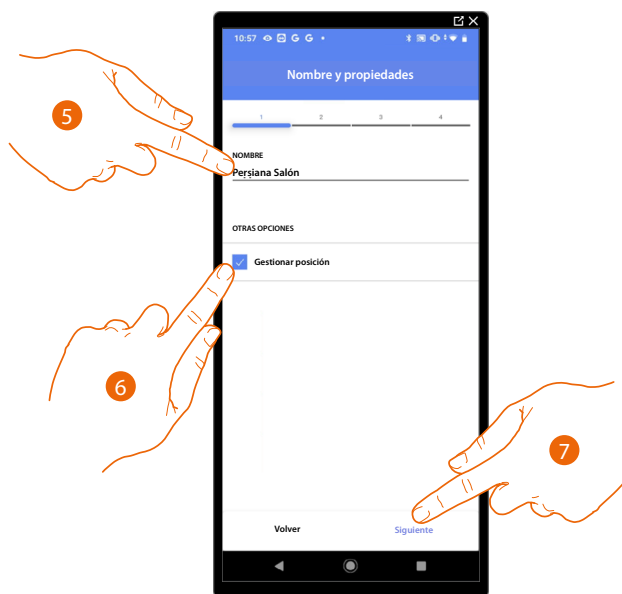 10:57 G G
Nombre y propiedades
1 2 3 4
NOMBRE
Persiana Salón
OTRAS OPCIONES
Gestionar posición
Volver Siguiente
5
6
7